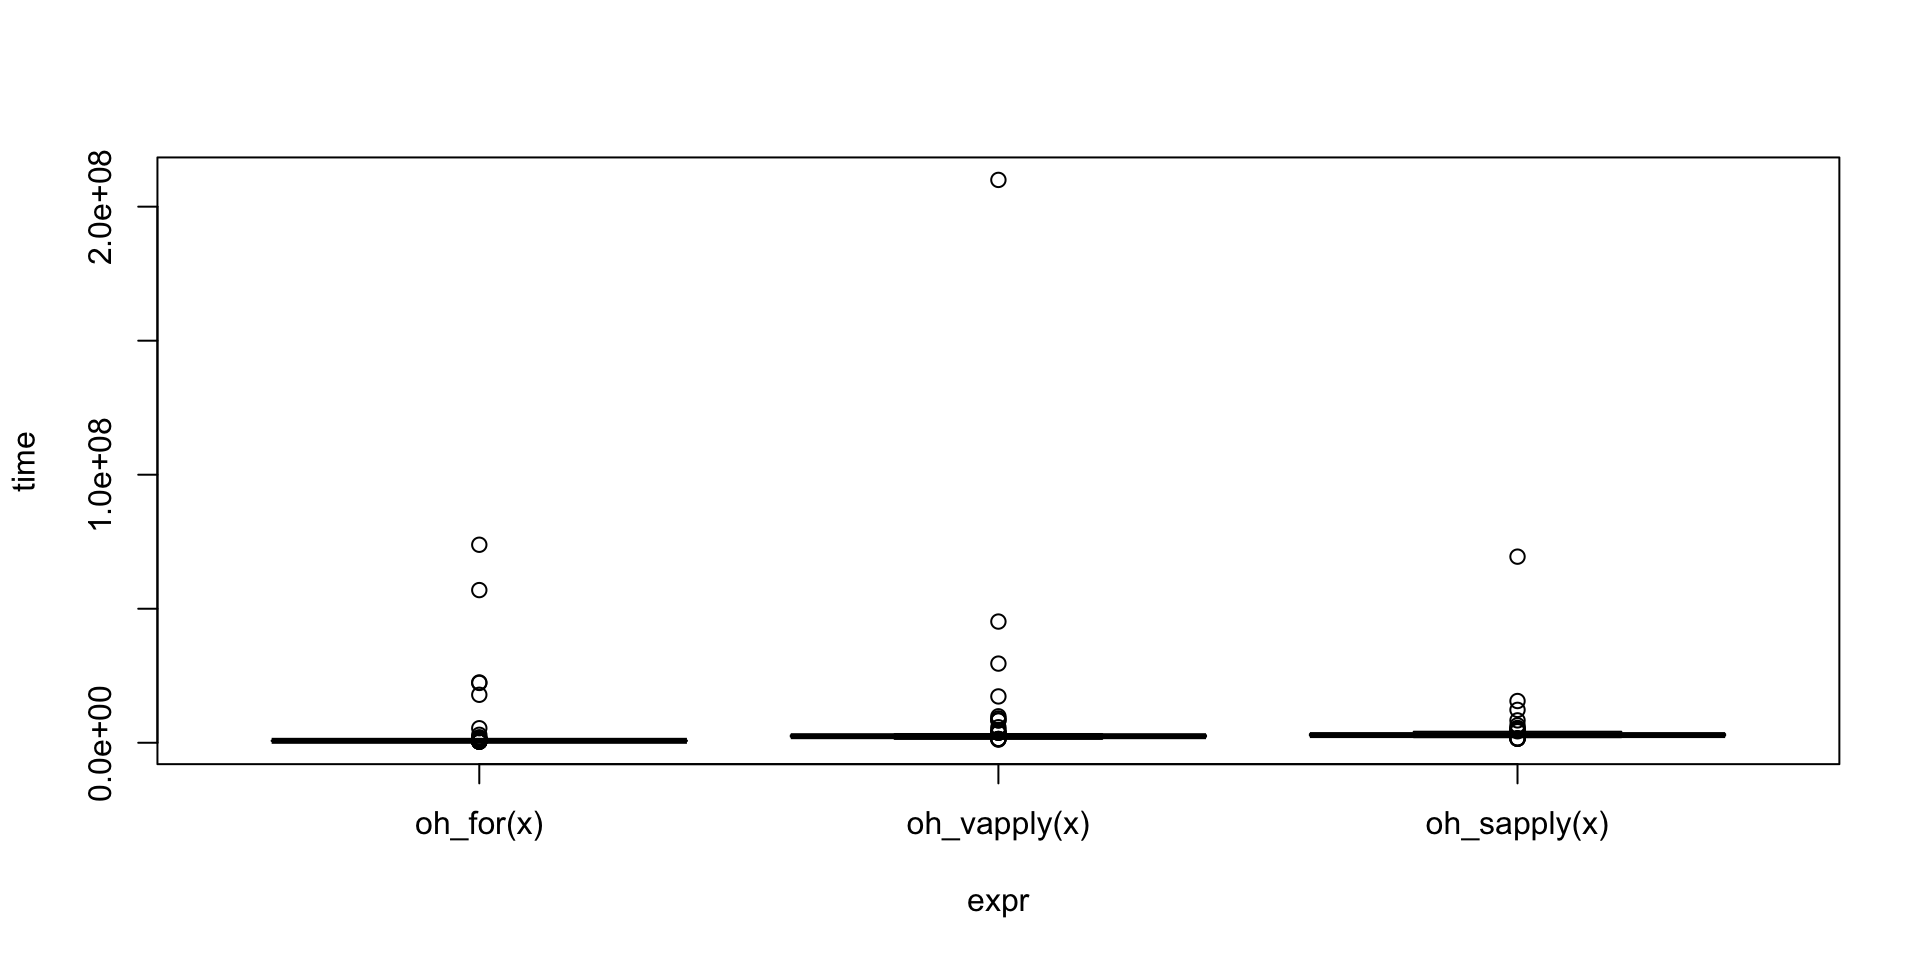 2.0e+08
1.0e+08
0.0e+00
time
oh_for(x)
oh_vapply(x)
oh_sapply(x)
expr